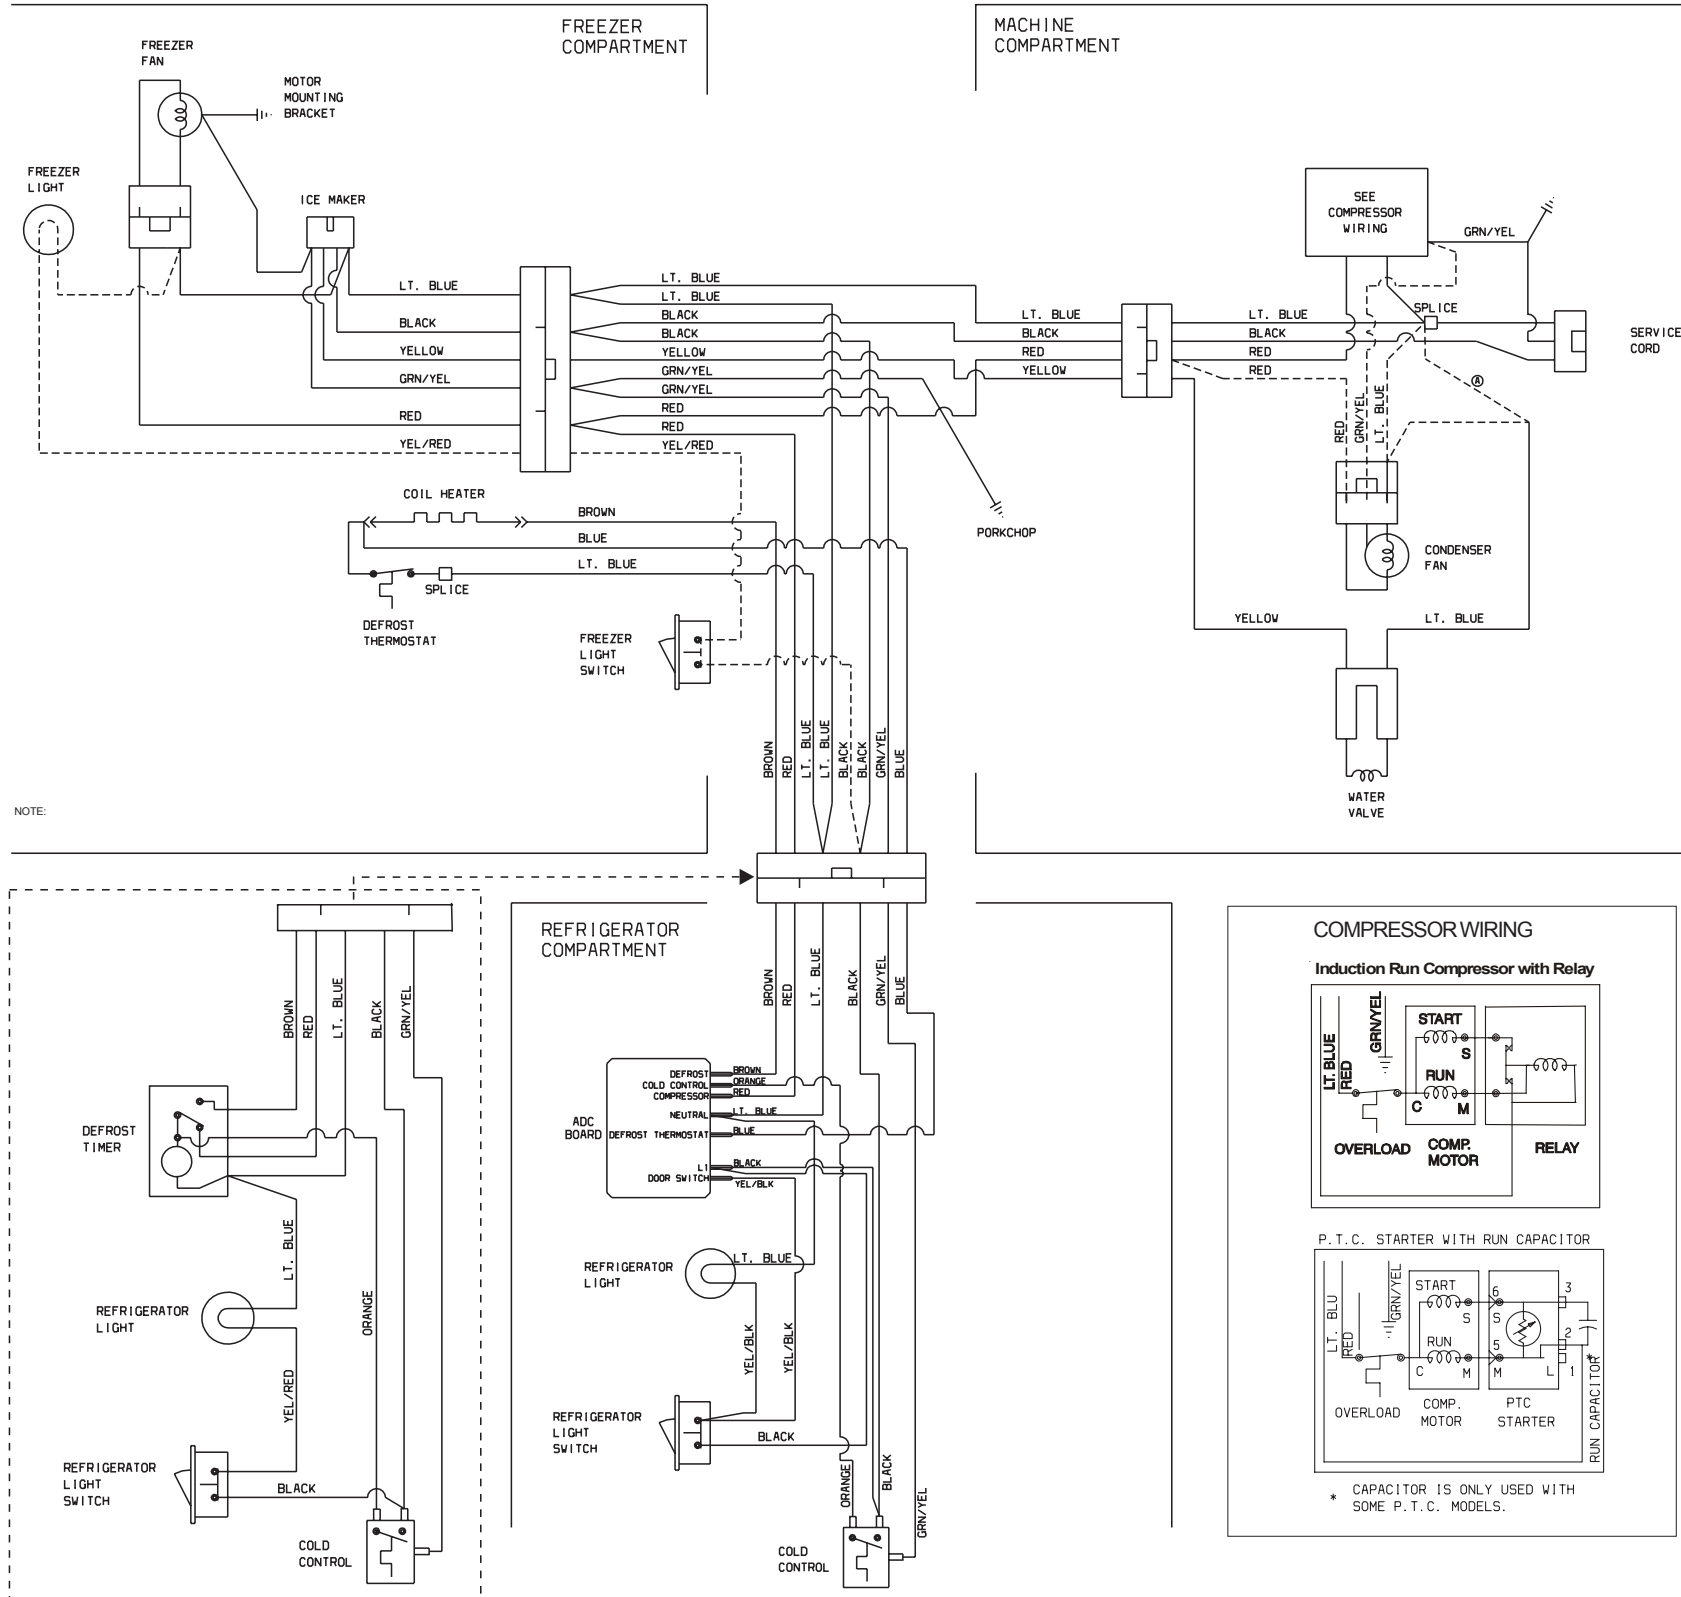 FREEZER
COMPARTMENT
MACHINE
COMPARTMENT
FREEZER
FAN
MOTOR
MOUNTING
BRACKET
FREEZER
LIGHT
ICE MAKER
LT. BLUE
BLACK
YELLOW
GRN/YEL
RED
YEL/RED
LT. BLUE
LT. BLUE
BLACK
BLACK
YELLOW
GRN/YEL
GRN/YEL
RED
RED
YEL/RED
LT. BLUE
BLACK
RED
YELLOW
LT. BLUE
BLACK
RED
RED
SEE
COMPRESSOR
WIRING
GRN/YEL
SPLICE
SERVICE
CORD
A
RED
GRN/YEL
LT. BLUE
CONDENSER
FAN
YELLOW
LT. BLUE
WATER
VALVE
PORKCHOP
COIL HEATER
BROWN
BLUE
LT. BLUE
SPLICE
DEFROST
THERMOSTAT
FREEZER
LIGHT
SWITCH
BROWN
RED
LT. BLUE
LT. BLUE
BLACK
BLACK
GRN/YEL
BLUE
NOTE:
BROWN
RED
LT. BLUE
BLACK
GRN/YEL
DEFROST
TIMER
LT. BLUE
ORANGE
REFRIGERATOR
LIGHT
YEL/RED
REFRIGERATOR
LIGHT
SWITCH
BLACK
COLD
CONTROL
REFRIGERATOR
COMPARTMENT
BROWN
RED
LT. BLUE
BLACK
GRN/YEL
BLUE
ADC
BOARD
DEFROST
COLD CONTROL
COMPRESSOR
NEUTRAL
DEFROST THERMOSTAT
L1
DOOR SWITCH
BROWN
ORANGE
RED
LT. BLUE
BLUE
BLACK
YEL/BLK
REFRIGERATOR
LIGHT
LT. BLUE
YEL/BLK
YEL/BLK
REFRIGERATOR
LIGHT
SWITCH
BLACK
ORANGE
BLACK
GRN/YEL
COLD
CONTROL
COMPRESSOR WIRING
Induction Run Compressor with Relay
LT. BLUE
RED
GRN/YEL
START
S
RUN
C
M
OVERLOAD
COMP.
MOTOR
RELAY
P.T.C. STARTER WITH RUN CAPACITOR
LT. BLU
RED
GRN/YEL
START
S
RUN
C
M
6
S
5
M
L
3
2
1
*
RUN CAPACITOR
OVERLOAD
COMP.
MOTOR
PTC
STARTER
* CAPACITOR IS ONLY USED WITH
SOME P.T.C. MODELS.